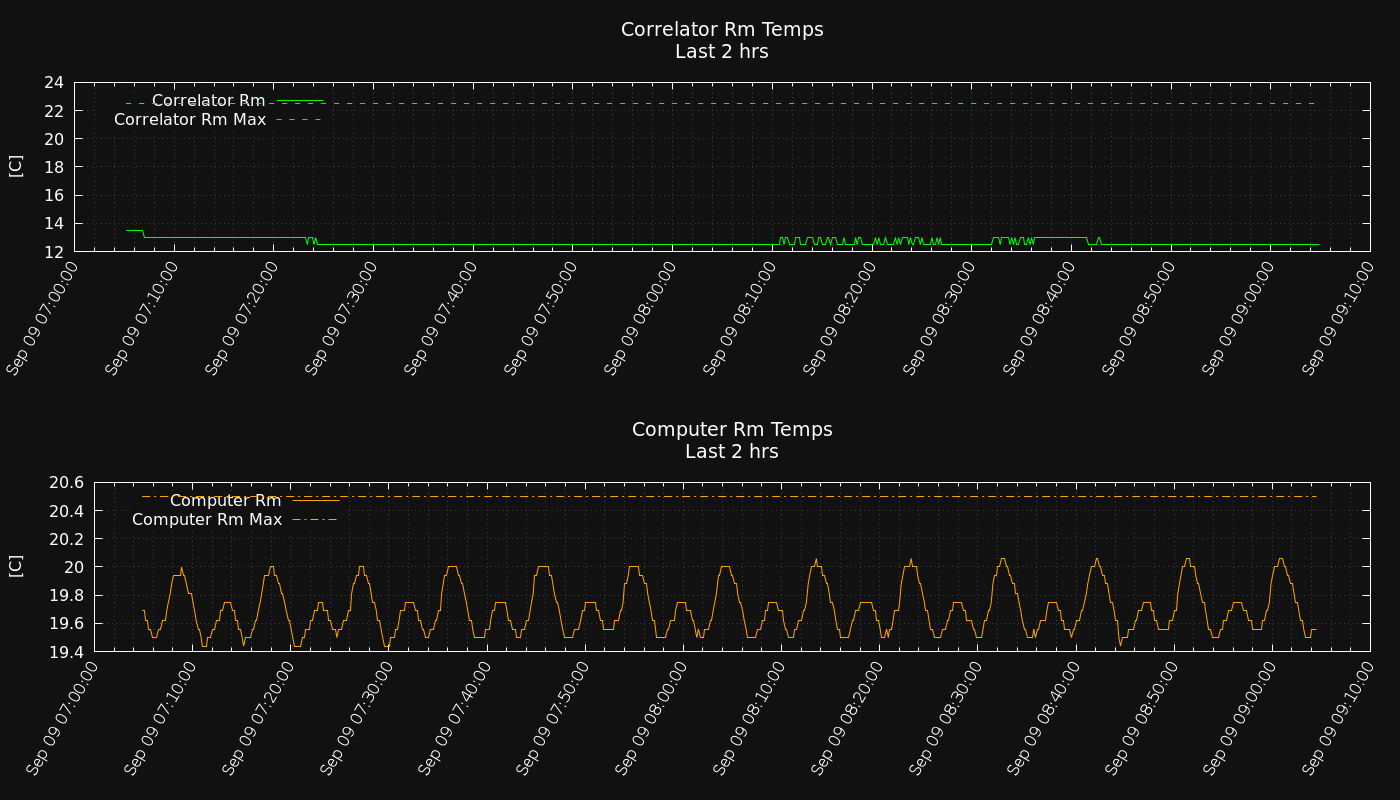 Correlator Rm Temps
Last 2 hrs
24
22
20
18
16
14
12
[C]
Correlator Rm
Correlator Rm Max
Sep 09 07:00:00
Sep 09 07:10:00
Sep 09 07:20:00
Sep 09 07:30:00
Sep 09 07:40:00
Sep 09 07:50:00
Sep 09 08:00:00
Sep 09 08:10:00
Sep 09 08:20:00
Sep 09 08:30:00
Sep 09 08:40:00
Sep 09 08:50:00
Sep 09 09:00:00
Sep 09 09:10:00
Computer Rm Temps
Last 2 hrs
20.6
20.4
20.2
20
19.8
19.6
19.4
[C]
Computer Rm
Computer Rm Max
Sep 09 07:00:00
Sep 09 07:10:00
Sep 09 07:20:00
Sep 09 07:30:00
Sep 09 07:40:00
Sep 09 07:50:00
Sep 09 08:00:00
Sep 09 08:10:00
Sep 09 08:20:00
Sep 09 08:30:00
Sep 09 08:40:00
Sep 09 08:50:00
Sep 09 09:00:00
Sep 09 09:10:00